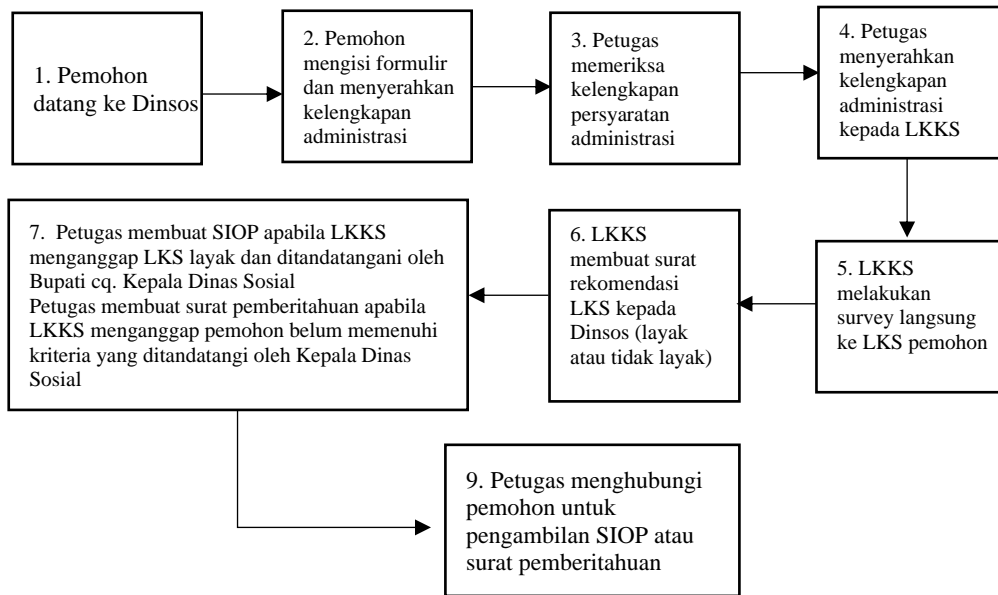 1. Pemohon
datang ke Dinsos
2. Pemohon
mengisi formulir
dan menyerahkan
kelengkapan
administrasi
3. Petugas
memeriksa
kelengkapan
persyaratan
administrasi
4. Petugas
menyerahkan
kelengkapan
administrasi
kepada LKKS
5. LKKS
melakukan
survey langsung
ke LKS pemohon
6. LKKS
membuat surat
rekomendasi
LKS kepada
Dinsos (layak
atau tidak layak)
7. Petugas membuat SIOP apabila LKKS
menganggap LKS layak dan ditandatangani oleh
Bupati cq. Kepala Dinas Sosial
Petugas membuat surat pemberitahuan apabila
LKKS menganggap pemohon belum memenuhi
kriteria yang ditandatangi oleh Kepala Dinas
Sosial
9. Petugas menghubungi
pemohon untuk
pengambilan SIOP atau
surat pemberitahuan